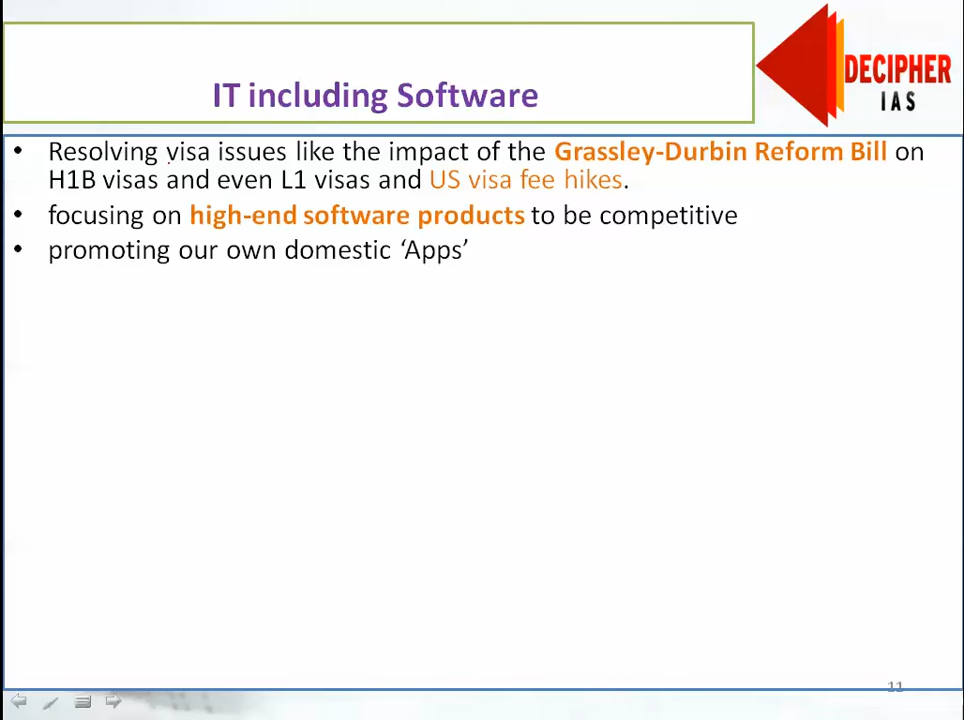 IT including Software
DECIPHER
IAS
• Resolving visa issues like the impact of the Grassley-Durbin Reform Bill on
H1B visas and even L1 visas and US visa fee hikes.
• focusing on high-end software products to be competitive
• promoting our own domestic ‘Apps’
11